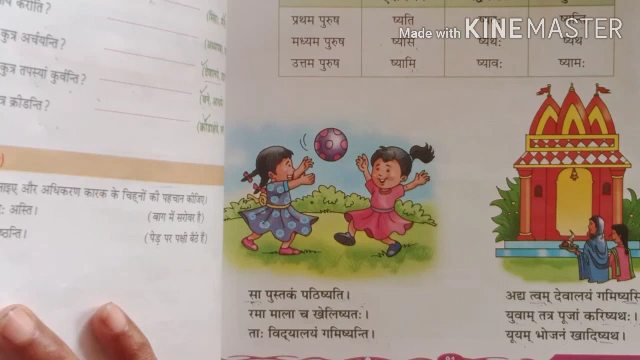 करोति ?
कुत्र अर्चयन्ति ?
कुत्र तपस्यां कुर्वन्ति ?
क्रीडन्ति ?
और अधिकरण कारक के चिह्नों की पहचान कीजिए।
अस्ति।
(बाग में सरोवर है)
(पेड़ पर पक्षी बैठे हैं)
प्रथम पुरुष ष्यति ष्यन्ति
मध्यम पुरुष ष्यसि ष्यथः ष्यथ
उत्तम पुरुष ष्यामि ष्यावः ष्यामः
Made with KINEMASTER
सा पुस्तकं पठिष्यति।
रमा माला च खेलिष्यतः।
ताः विद्यालयं गमिष्यन्ति।
अद्य त्वम् देवालयं गमिष्यसि
युवाम् तत्र पूजां करिष्यथः।
यूयम् भोजनं खादिष्यथ।